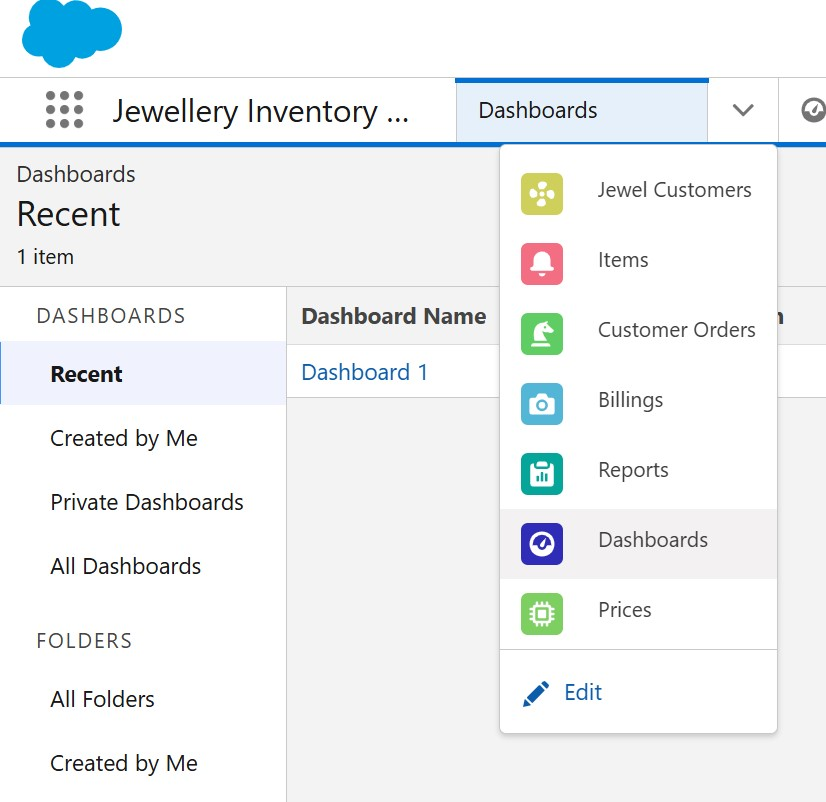 Jewellery Inventory ...
Dashboards
Dashboards
Recent
1 item
DASHBOARDS
Recent
Created by Me
Private Dashboards
All Dashboards
FOLDERS
All Folders
Created by Me
Dashboard Name
Dashboard 1
Jewel Customers
Items
Customer Orders
Billings
Reports
Dashboards
Prices
Edit